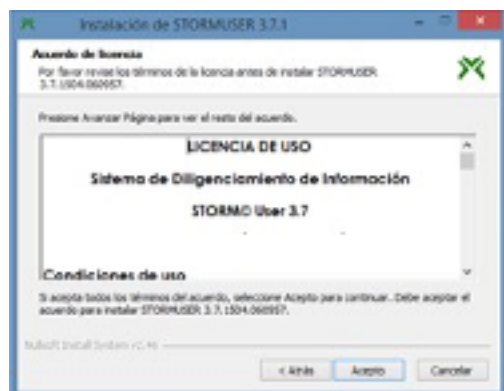 Instalación de STORMUSER 3.7.1
Acuerdo de licencia
Por favor revise los términos de la licencia antes de instalar STORMUSER
3.7.1504.060957.
Presione Avanzar Página para ver el resto del acuerdo.
LICENCIA DE USO
Sistema de Diligenciamiento de Información
STORM© User 3.7
Condiciones de uso
Si acepta todos los términos del acuerdo, seleccione Acepto para continuar. Debe aceptar el
acuerdo para instalar STORMUSER 3.7.1504.060957.
Nullsoft Install System v2.46
< Atrás Acepto Cancelar